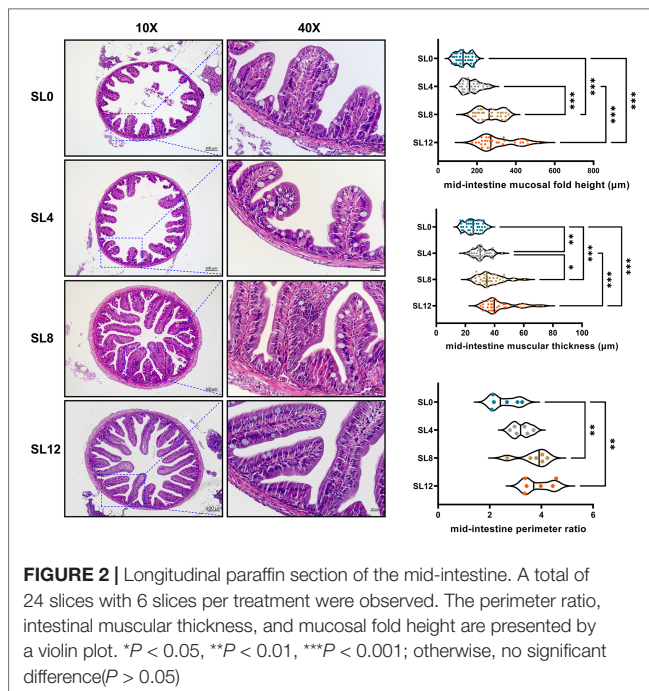 10X 40X
SL0
SL4
SL8
SL12
SL0
SL4
SL8
SL12
*** *** *** ***
0 200 400 600 800
mid-intestine mucosal fold height (μm)
SL0
SL4
SL8
SL12
** * *** *** ***
0 20 40 60 80 100
mid-intestine muscular thickness (μm)
SL0
SL4
SL8
SL12
** **
0 2 4 6
mid-intestine perimeter ratio
FIGURE 2 | Longitudinal paraffin section of the mid-intestine. A total of
24 slices with 6 slices per treatment were observed. The perimeter ratio,
intestinal muscular thickness, and mucosal fold height are presented by
a violin plot. *P < 0.05, **P < 0.01, ***P < 0.001; otherwise, no significant
difference(P > 0.05)